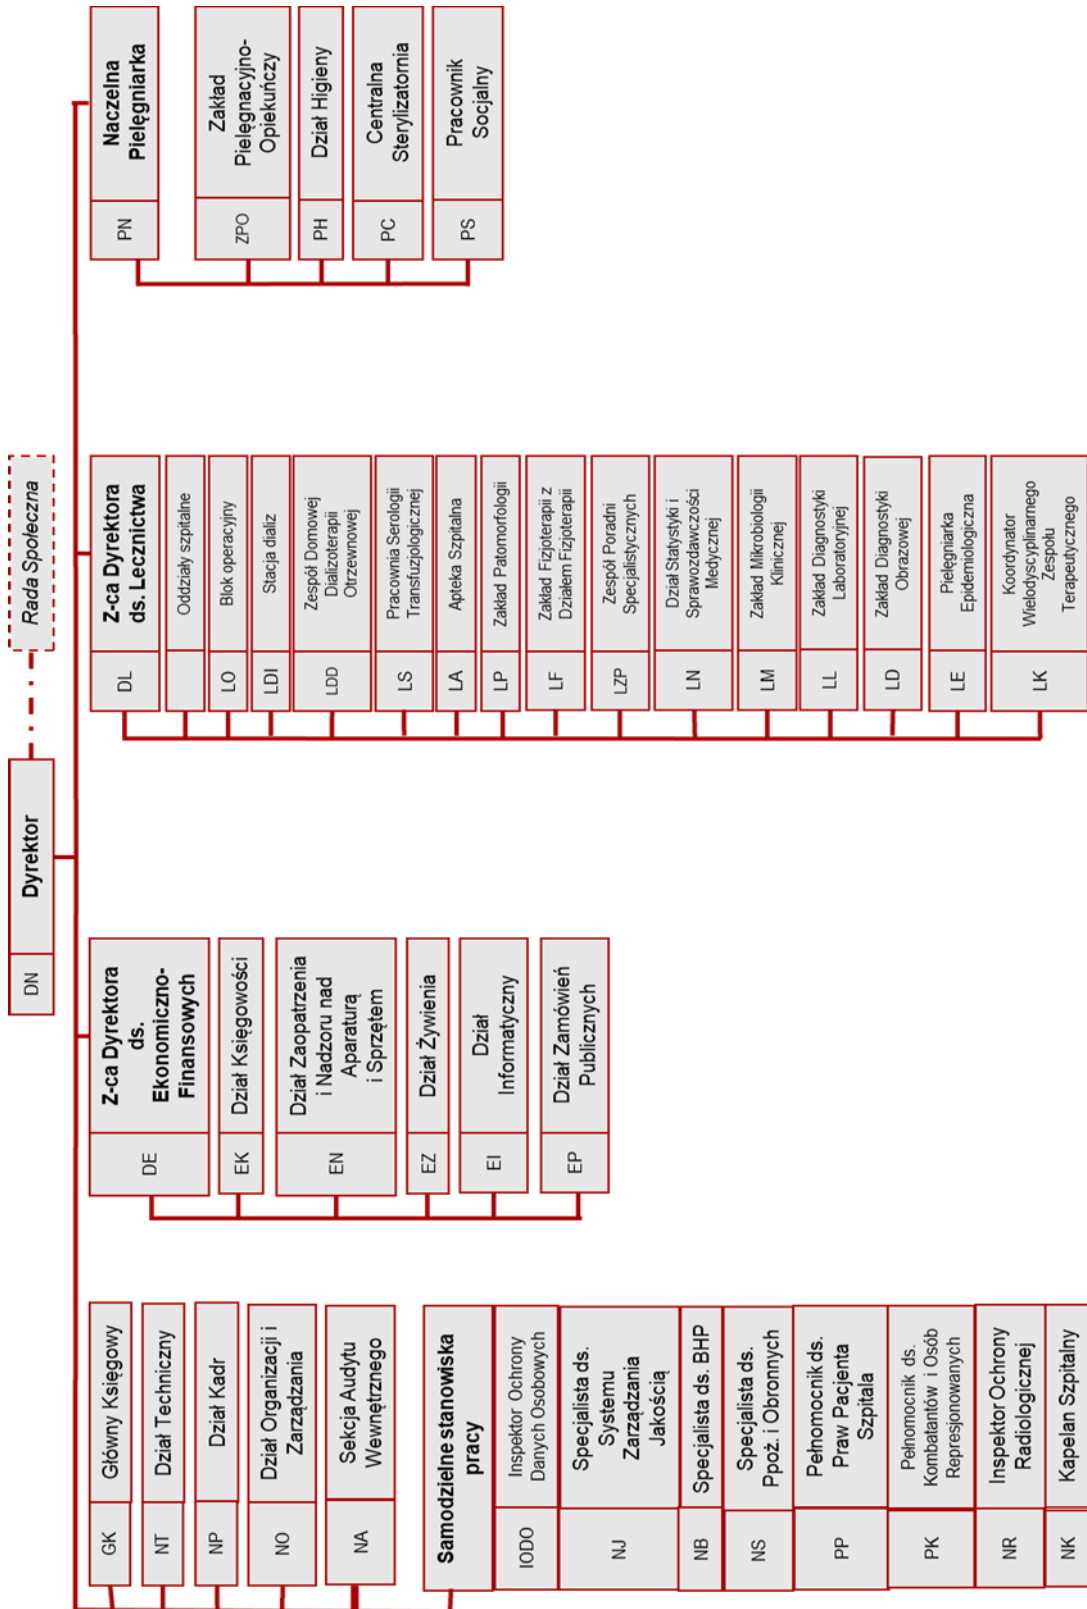 DN
Dyrektor
Rada Społeczna
GK
Główny Księgowy
NT
Dział Techniczny
NP
Dział Kadr
NO
Dział Organizacji i
Zarządzania
NA
Sekcja Audytu
Wewnętrznego
Samodzielne stanowiska
pracy
IODO
Inspektor Ochrony
Danych Osobowych
NJ
Specjalista ds.
Systemu
Zarządzania
Jakością
NB
Specjalista ds. BHP
NS
Specjalista ds.
Ppoż. i Obronnych
PP
Pełnomocnik ds.
Praw Pacjenta
Szpitala
PK
Pełnomocnik ds.
Kombatantów i Osób
Represjonowanych
NR
Inspektor Ochrony
Radiologicznej
NK
Kapelan Szpitalny
DE
Z-ca Dyrektora
ds.
Ekonomiczno-
Finansowych
EK
Dział Księgowości
EN
Dział Zaopatrzenia
i Nadzoru nad
Aparaturą
i Sprzętem
EZ
Dział Żywienia
EI
Dział
Informatyczny
EP
Dział Zamówień
Publicznych
DL
Z-ca Dyrektora
ds. Lecznictwa
Oddziały szpitalne
LO
Blok operacyjny
LDI
Stacja dializ
LDD
Zespół Domowej
Dializoterapii
Otrzewnowej
LS
Pracownia Serologii
Transfuzjologicznej
LA
Apteka Szpitalna
LP
Zakład Patomorfologii
LF
Zakład Fizjoterapii z
Działem Fizjoterapii
LZP
Zespół Poradni
Specjalistycznych
LN
Dział Statystyki i
Sprawozdawczości
Medycznej
LM
Zakład Mikrobiologii
Klinicznej
LL
Zakład Diagnostyki
Laboratoryjnej
LD
Zakład Diagnostyki
Obrazowej
LE
Pielęgniarka
Epidemiologiczna
LK
Koordynator
Wielodyscyplinarnego
Zespołu
Terapeutycznego
PN
Naczelna
Pielęgniarka
ZPO
Zakład
Pielęgnacyjno-
Opiekuńczy
PH
Dział Higieny
PC
Centralna
Sterylizatornia
PS
Pracownik
Socjalny